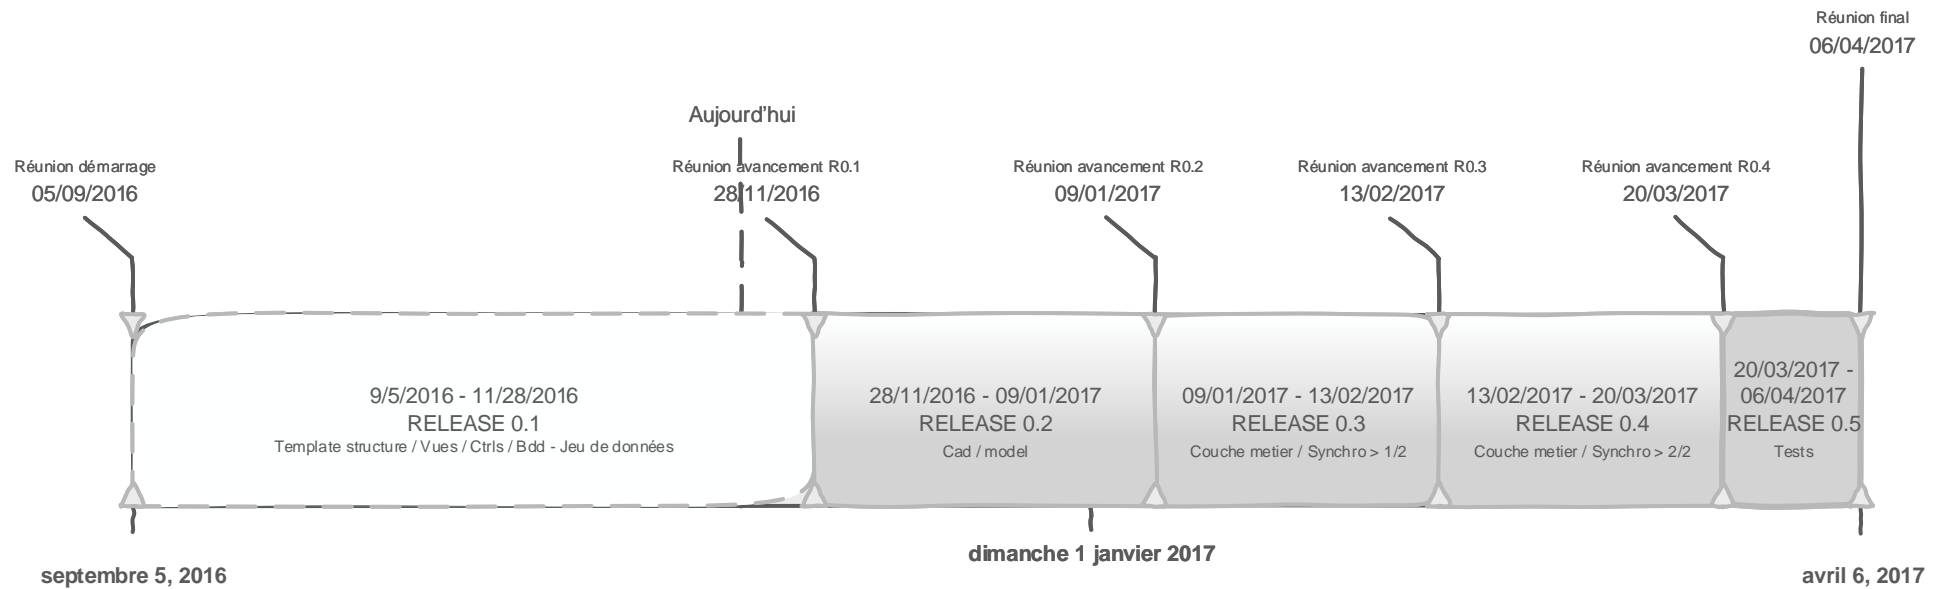 Réunion final
06/04/2017
Aujourd'hui
Réunion démarrage
05/09/2016
Réunion avancement R0.1
28/11/2016
Réunion avancement R0.2
09/01/2017
Réunion avancement R0.3
13/02/2017
Réunion avancement R0.4
20/03/2017
9/5/2016 - 11/28/2016
RELEASE 0.1
Template structure / Vues / Ctrls / Bdd - Jeu de données
28/11/2016 - 09/01/2017
RELEASE 0.2
Cad / model
09/01/2017 - 13/02/2017
RELEASE 0.3
Couche metier / Synchro > 1/2
13/02/2017 - 20/03/2017
RELEASE 0.4
Couche metier / Synchro > 2/2
20/03/2017 -
06/04/2017
RELEASE 0.5
Tests
septembre 5, 2016
dimanche 1 janvier 2017
avril 6, 2017